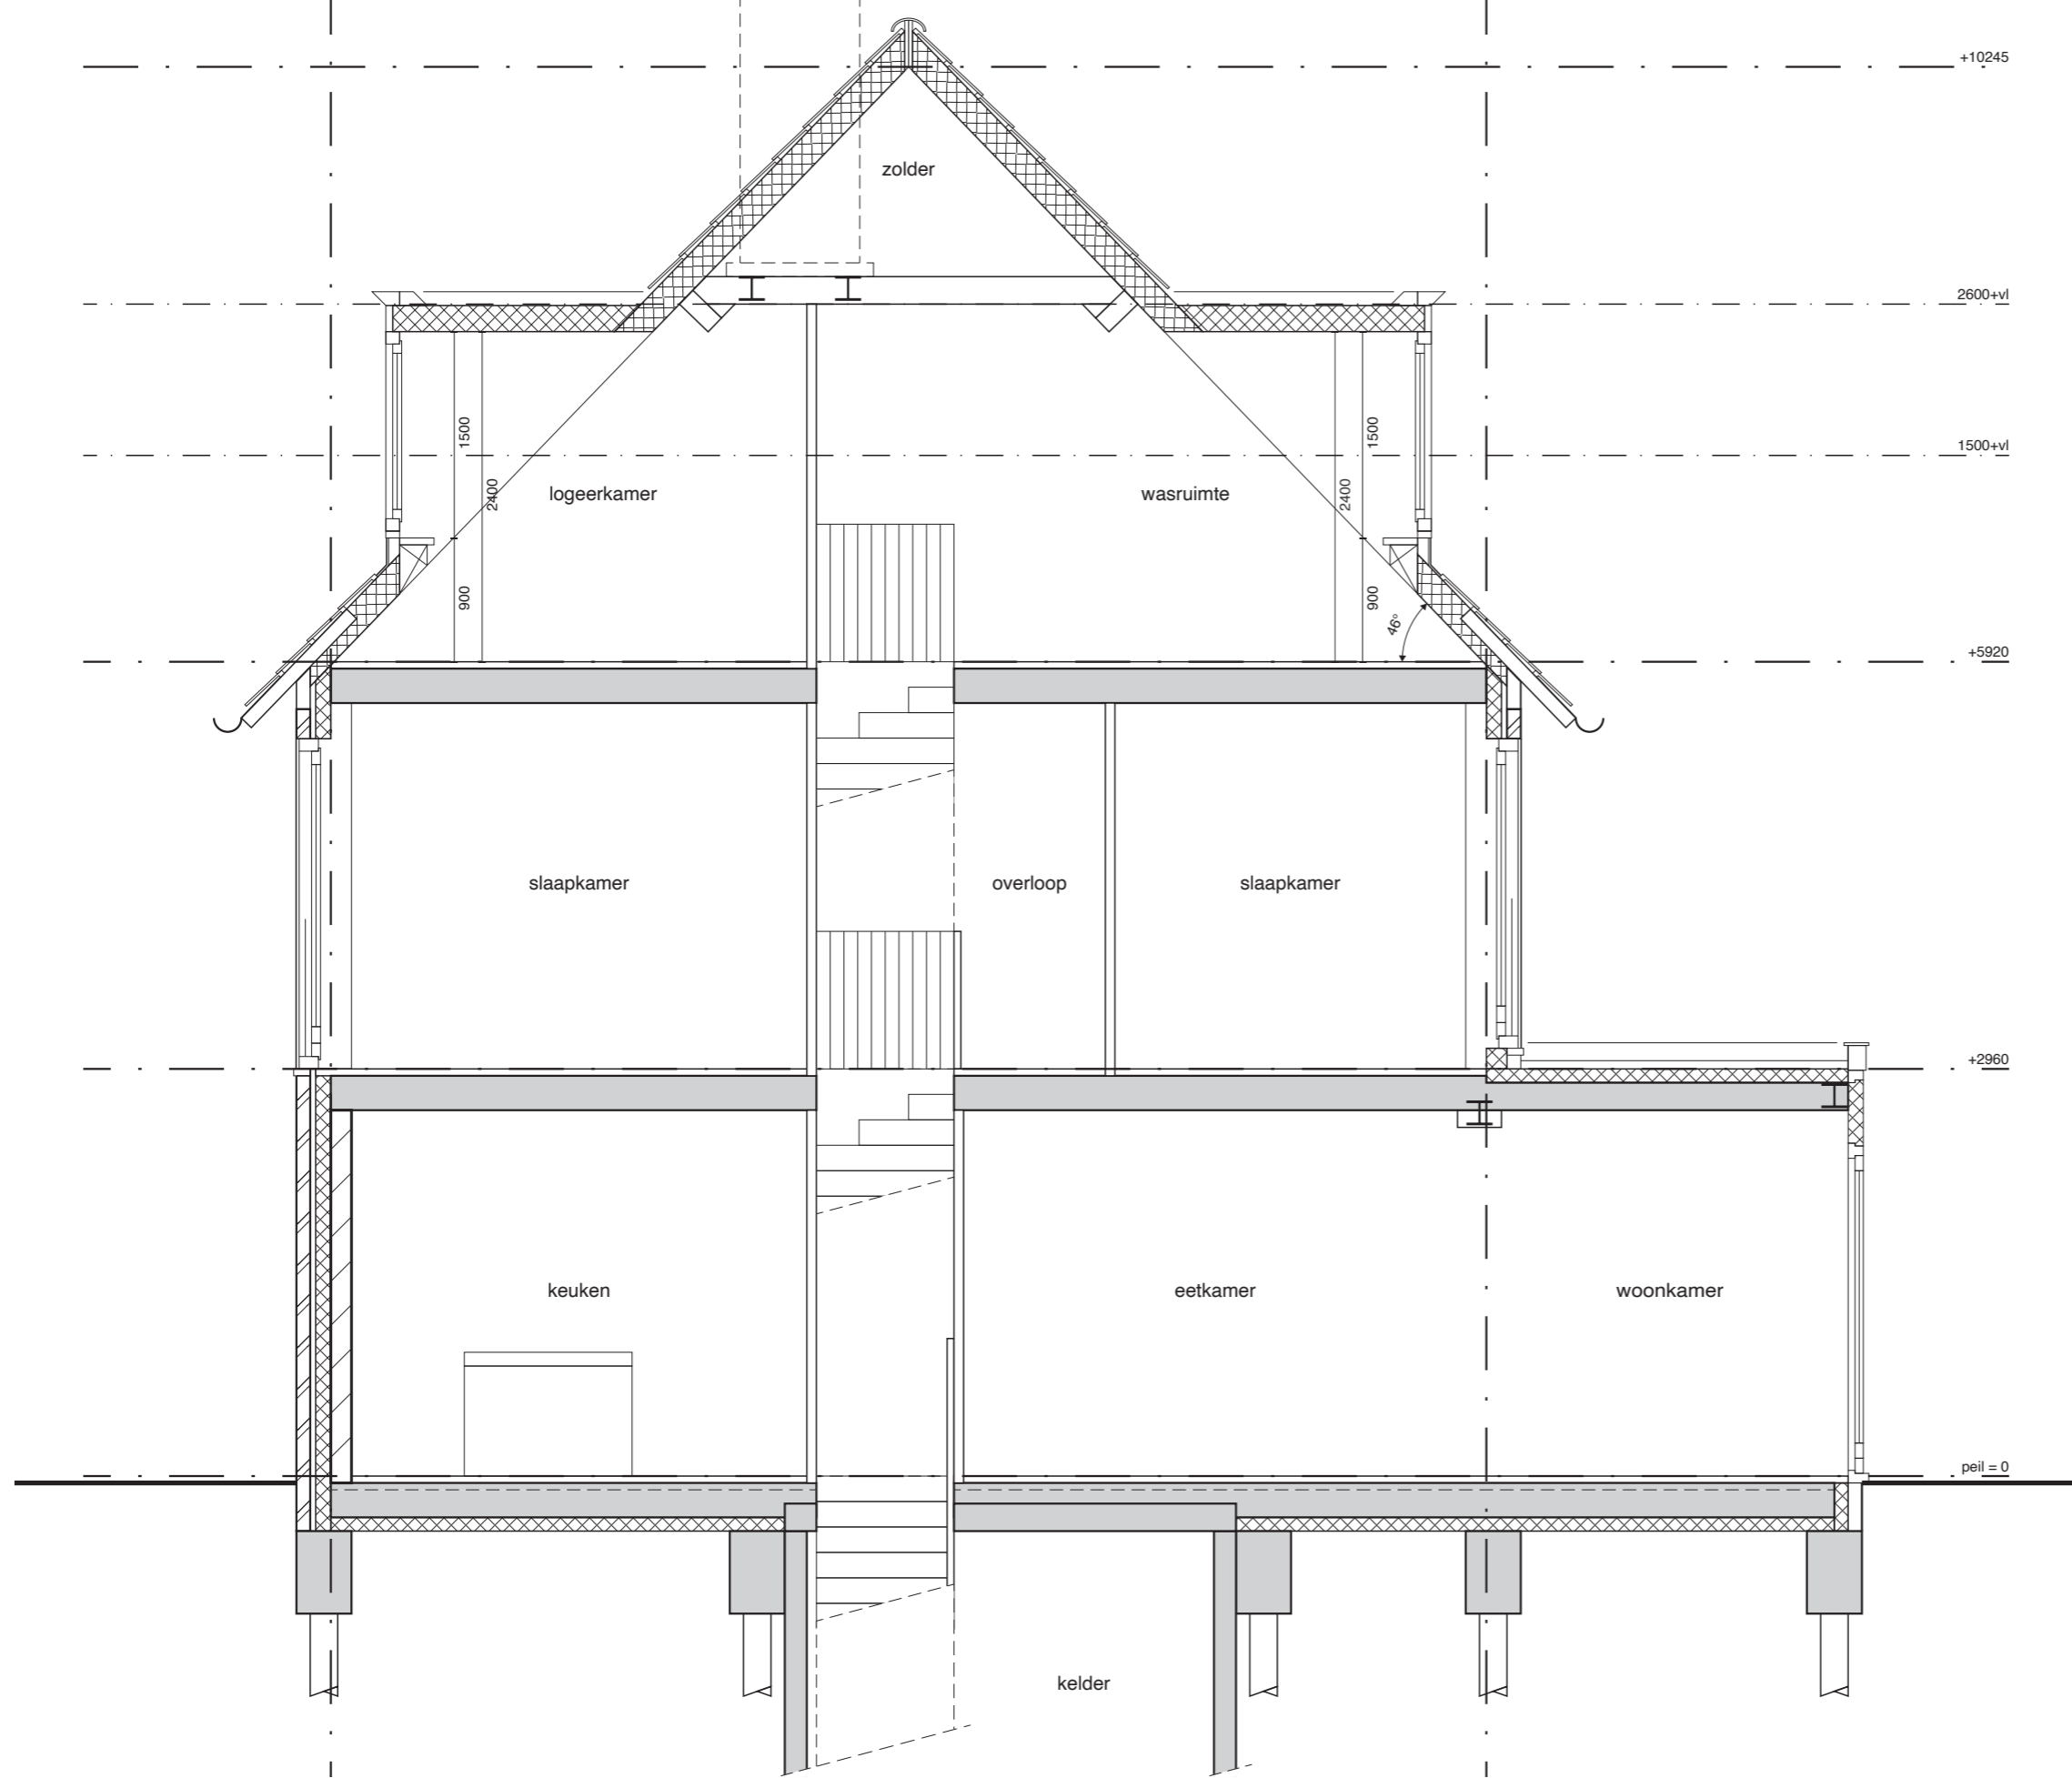 +10245
zolder
2600+vl
1500
1500
1500+vl
2400
logeerkamer
wasruimte
2400
900
900
46°
+5920
slaapkamer
overloop
slaapkamer
+2960
keuken
eetkamer
woonkamer
peil = 0
kelder